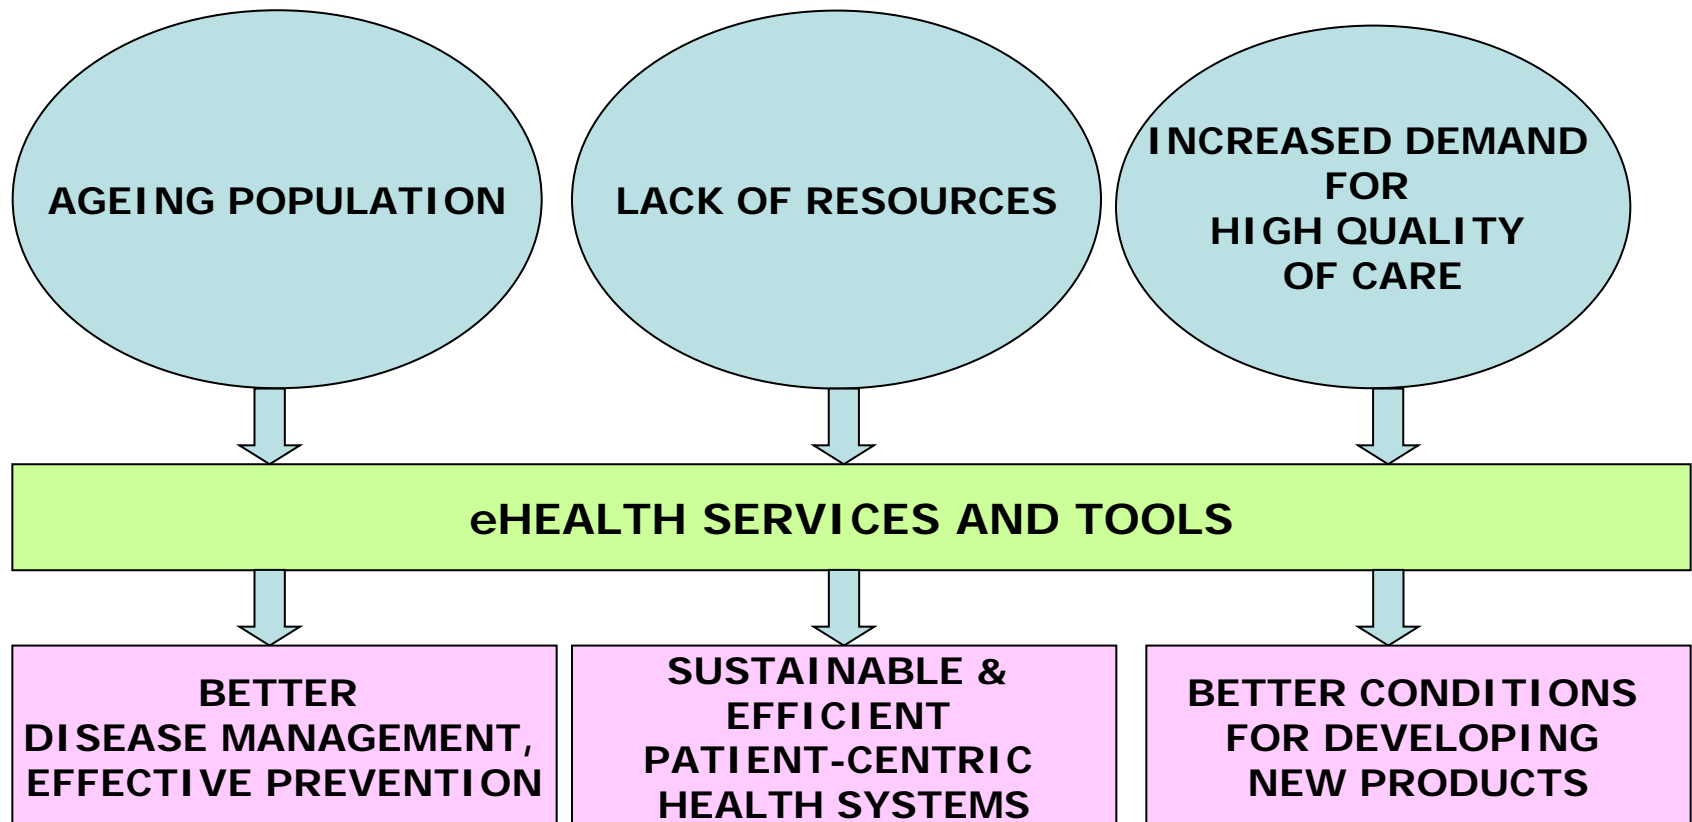 AGEING POPULATION
LACK OF RESOURCES
INCREASED DEMAND
FOR
HIGH QUALITY
OF CARE
eHEALTH SERVICES AND TOOLS
BETTER
DISEASE MANAGEMENT,
EFFECTIVE PREVENTION
SUSTAINABLE &
EFFICIENT
PATIENT-CENTRIC
HEALTH SYSTEMS
BETTER CONDITIONS
FOR DEVELOPING
NEW PRODUCTS